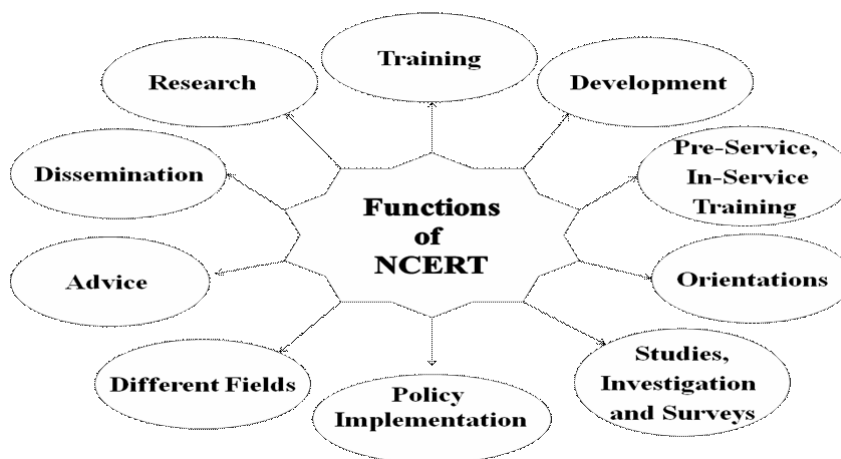 Training
Research
Development
Pre-Service,
In-Service
Training
Dissemination
Functions
of
NCERT
Orientations
Advice
Studies,
Investigation
and Surveys
Different Fields
Policy
Implementation